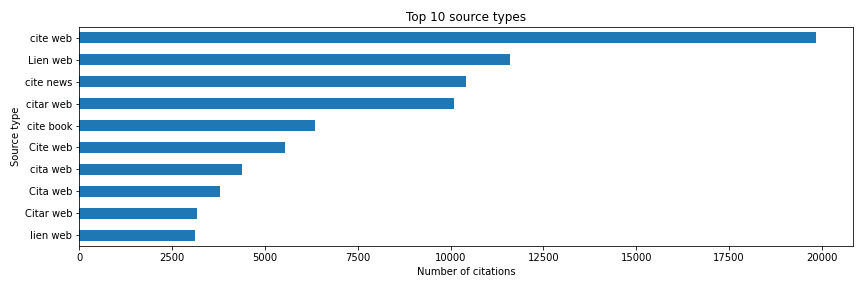 Top 10 source types
cite web
Lien web
cite news
citar web
cite book
Cite web
cita web
Cita web
Citar web
lien web
Source type
0 2500 5000 7500 10000 12500 15000 17500 20000
Number of citations